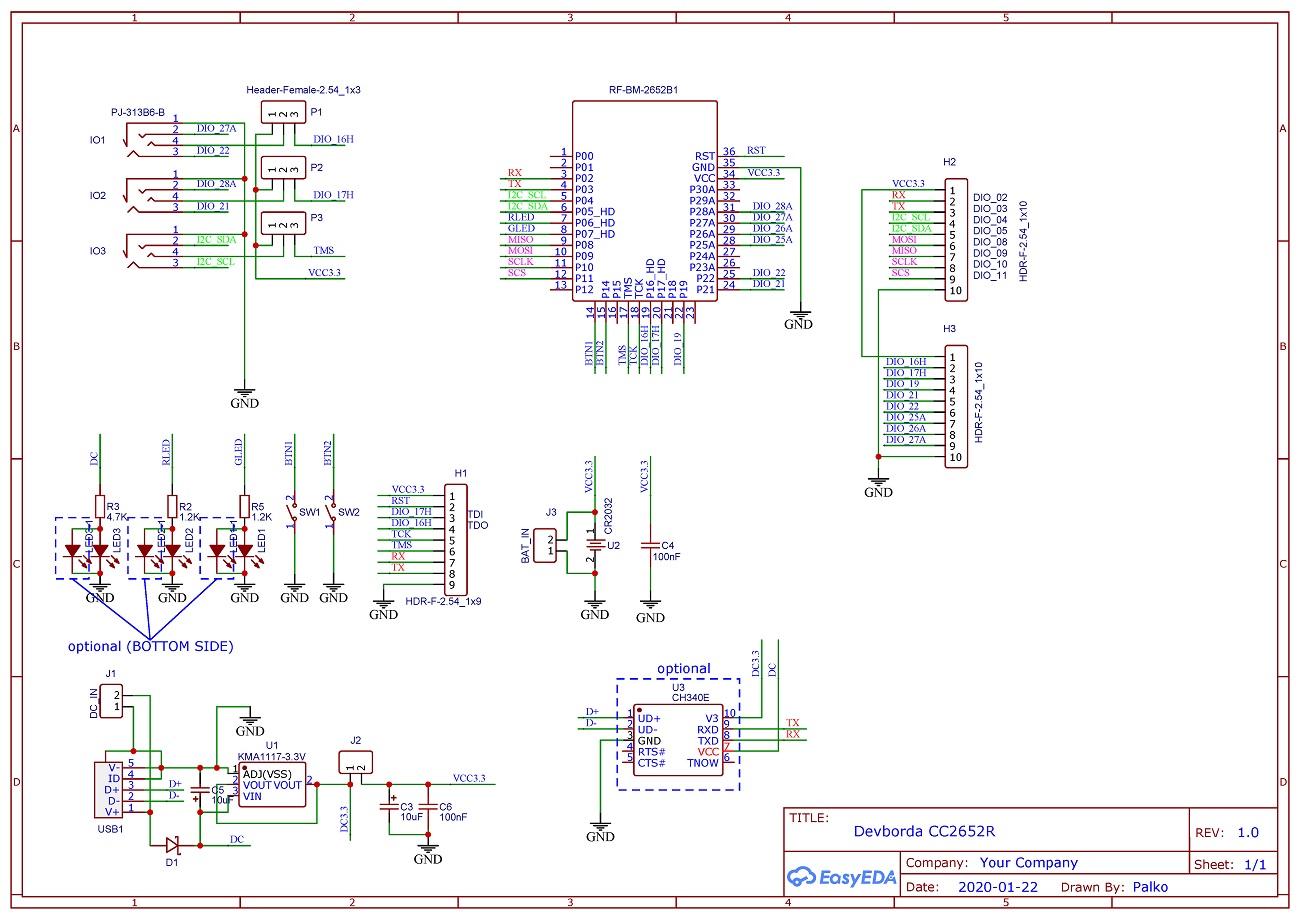 1 2 3 4 5
A A
B B
C C
D D
Header-Female-2.54_1x3
PJ-313B6-B
IO1
1
2 DIO_27A
4
3 DIO_22
1 2 3 P1
DIO_16H
IO2
1
2 DIO_28A
4
3 DIO_21
1 2 3 P2
DIO_17H
IO3
1
2 I2C_SDA
4
3 I2C_SCL
1 2 3 P3
TMS
VCC3.3
GND
RF-BM-2652B1
1 P00
2 P01
RX 3 P02
TX 4 P03
I2C_SCL 5 P04
I2C_SDA 6 P05_HD
RLED 7 P06_HD
GLED 8 P07_HD
MISO 9 P08
MOSI 10 P09
SCLK 11 P10
SCS 12 P11
13 P12
RST 36 RST
GND 35
VCC 34 VCC3.3
P30A 33
P29A 32
P28A 31 DIO_28A
P27A 30 DIO_27A
P26A 29 DIO_26A
P25A 28 DIO_25A
P24A 27
P23A 26
P22 25 DIO_22
P21 24 DIO_21
P14 P15 TMS TCK P16_HD P17_HD P18 P19
14 15 16 17 18 19 20 21 22 23
BTN1 BTN2 TMS TCK DIO_16H DIO_17H DIO_19
GND
H2
VCC3.3 1
RX 2 DIO_02
TX 3 DIO_03
I2C_SCL 4 DIO_04
I2C_SDA 5 DIO_05
MOSI 6 DIO_08
MISO 7 DIO_09
SCLK 8 DIO_10
SCS 9 DIO_11
10
HDR-F-2.54_1x10
H3
1
DIO_16H 2
DIO_17H 3
DIO_19 4
DIO_21 5
DIO_22 6
DIO_25A 7
DIO_26A 8
DIO_27A 9
10
HDR-F-2.54_1x10
GND
DC
R3
4.7K
LED3
GND
RLED
R2
1.2K
LED2
GND
GLED
R5
1.2K
LED1
GND
BTN1
2
1
SW1
GND
BTN2
2
1
SW2
GND
optional (BOTTOM SIDE)
H1
VCC3.3 1
RST 2
DIO_17H 3 TDI
DIO_16H 4 TDO
TCK 5
TMS 6
RX 7
TX 8
9
GND
HDR-F-2.54_1x9
J3
BAT_IN
2
1
VCC3.3
CR2032
1
U2
2
GND
VCC3.3
C4
100nF
GND
J1
DC_IN
2
1
V- 5
ID 4
D+ 3 D+
D- 2 D-
V+ 1
USB1
D1
DC
C5
10uF
GND
U1
KMA1117-3.3V
1 ADJ(VSS)
2 VOUT VOUT 2
3 VIN
J2
1 2
DC3.3
VCC3.3
C3
10uF
C6
100nF
GND
optional
U3
CH340E
D+ 1 UD+
D- 2 UD-
3 GND
4 RTS#
5 CTS#
V3 10
RXD 9 TX
TXD 8 RX
VCC 7
TNOW 6
DC3.3
DC
GND
TITLE:
Devborda CC2652R
REV: 1.0
EasyEDA
Company: Your Company
Sheet: 1/1
Date: 2020-01-22 Drawn By: Palko
1 2 3 4 5